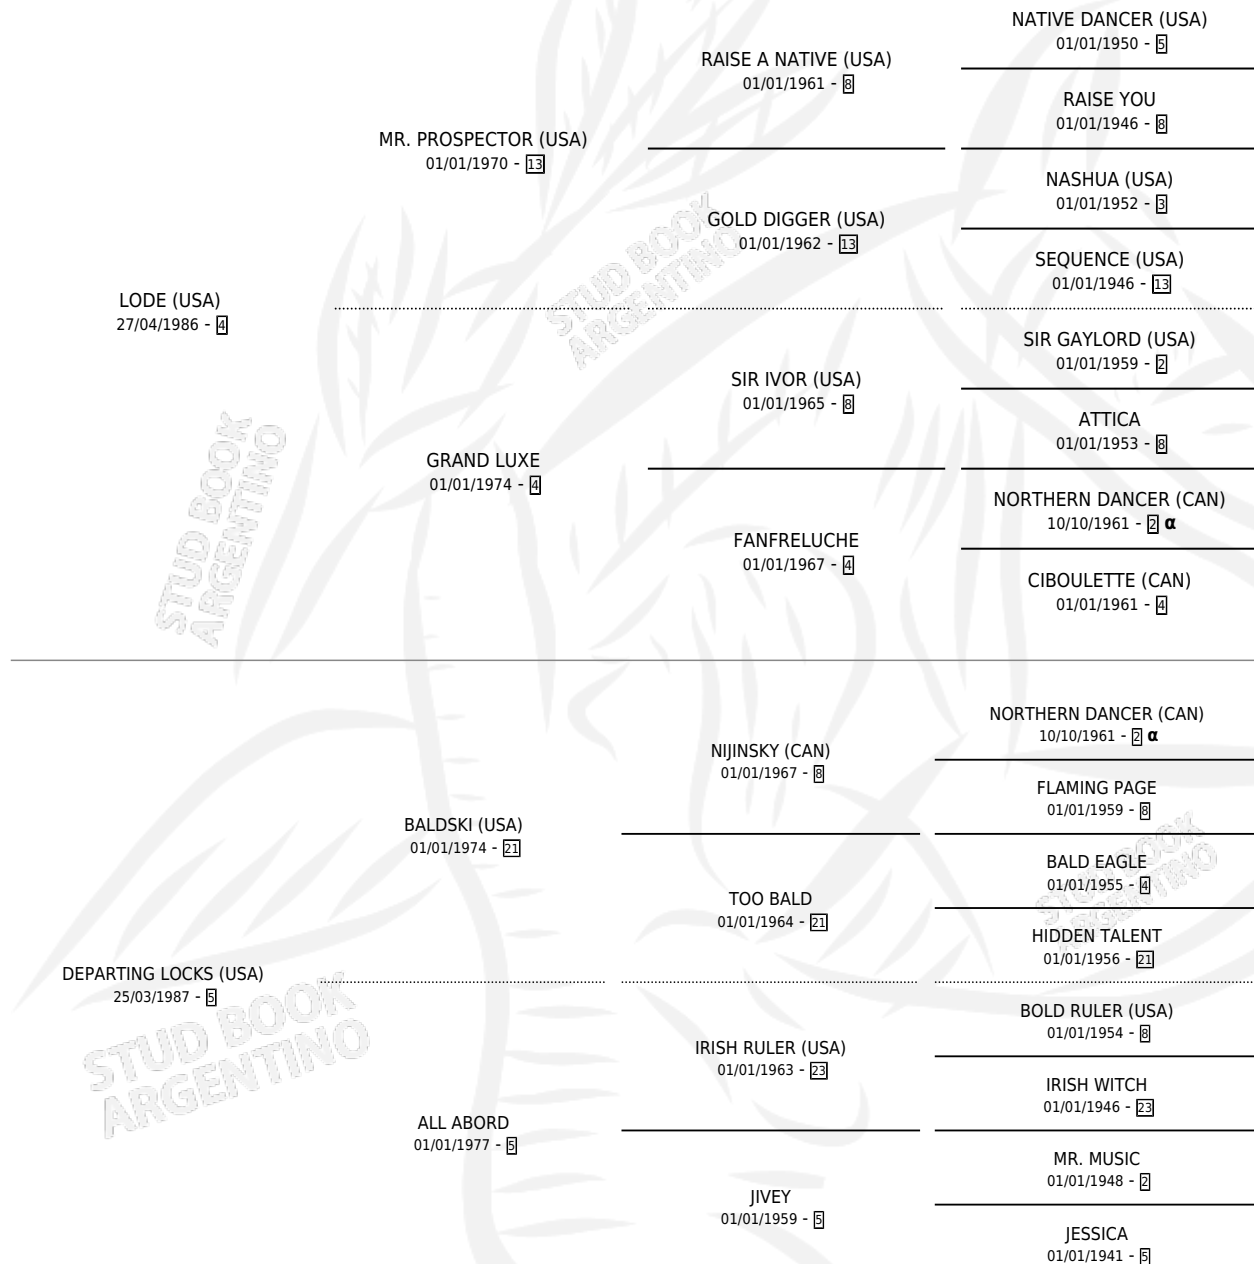 NATIVE DANCER (USA)
01/01/1950 - 5
RAISE A NATIVE (USA)
01/01/1961 - 8
RAISE YOU
01/01/1946 - 8
MR. PROSPECTOR (USA)
01/01/1970 - 13
NASHUA (USA)
01/01/1952 - 3
GOLD DIGGER (USA)
01/01/1962 - 13
SEQUENCE (USA)
01/01/1946 - 13
LODE (USA)
27/04/1986 - 4
STUD BOOK
ARGENTINO
SIR GAYLORD (USA)
01/01/1959 - 2
SIR IVOR (USA)
01/01/1965 - 8
ATTICA
01/01/1953 - 8
GRAND LUXE
01/01/1974 - 4
STUD BOOK
ARGENTINO
NORTHERN DANCER (CAN)
10/10/1961 - 2 α
FANFRELUCHE
01/01/1967 - 4
CIBOULETTE (CAN)
01/01/1961 - 4
NORTHERN DANCER (CAN)
10/10/1961 - 2 α
NIJINSKY (CAN)
01/01/1967 - 8
FLAMING PAGE
01/01/1959 - 8
BALDSKI (USA)
01/01/1974 - 21
BALD EAGLE
01/01/1955 - 4
STUD BOOK
ARGENTINO
TOO BALD
01/01/1964 - 21
HIDDEN TALENT
01/01/1956 - 21
DEPARTING LOCKS (USA)
25/03/1987 - 5
STUD BOOK
ARGENTINO
BOLD RULER (USA)
01/01/1954 - 8
IRISH RULER (USA)
01/01/1963 - 23
IRISH WITCH
01/01/1946 - 23
ALL ABORD
01/01/1977 - 5
MR. MUSIC
01/01/1948 - 2
JIVEY
01/01/1959 - 5
JESSICA
01/01/1941 - 5